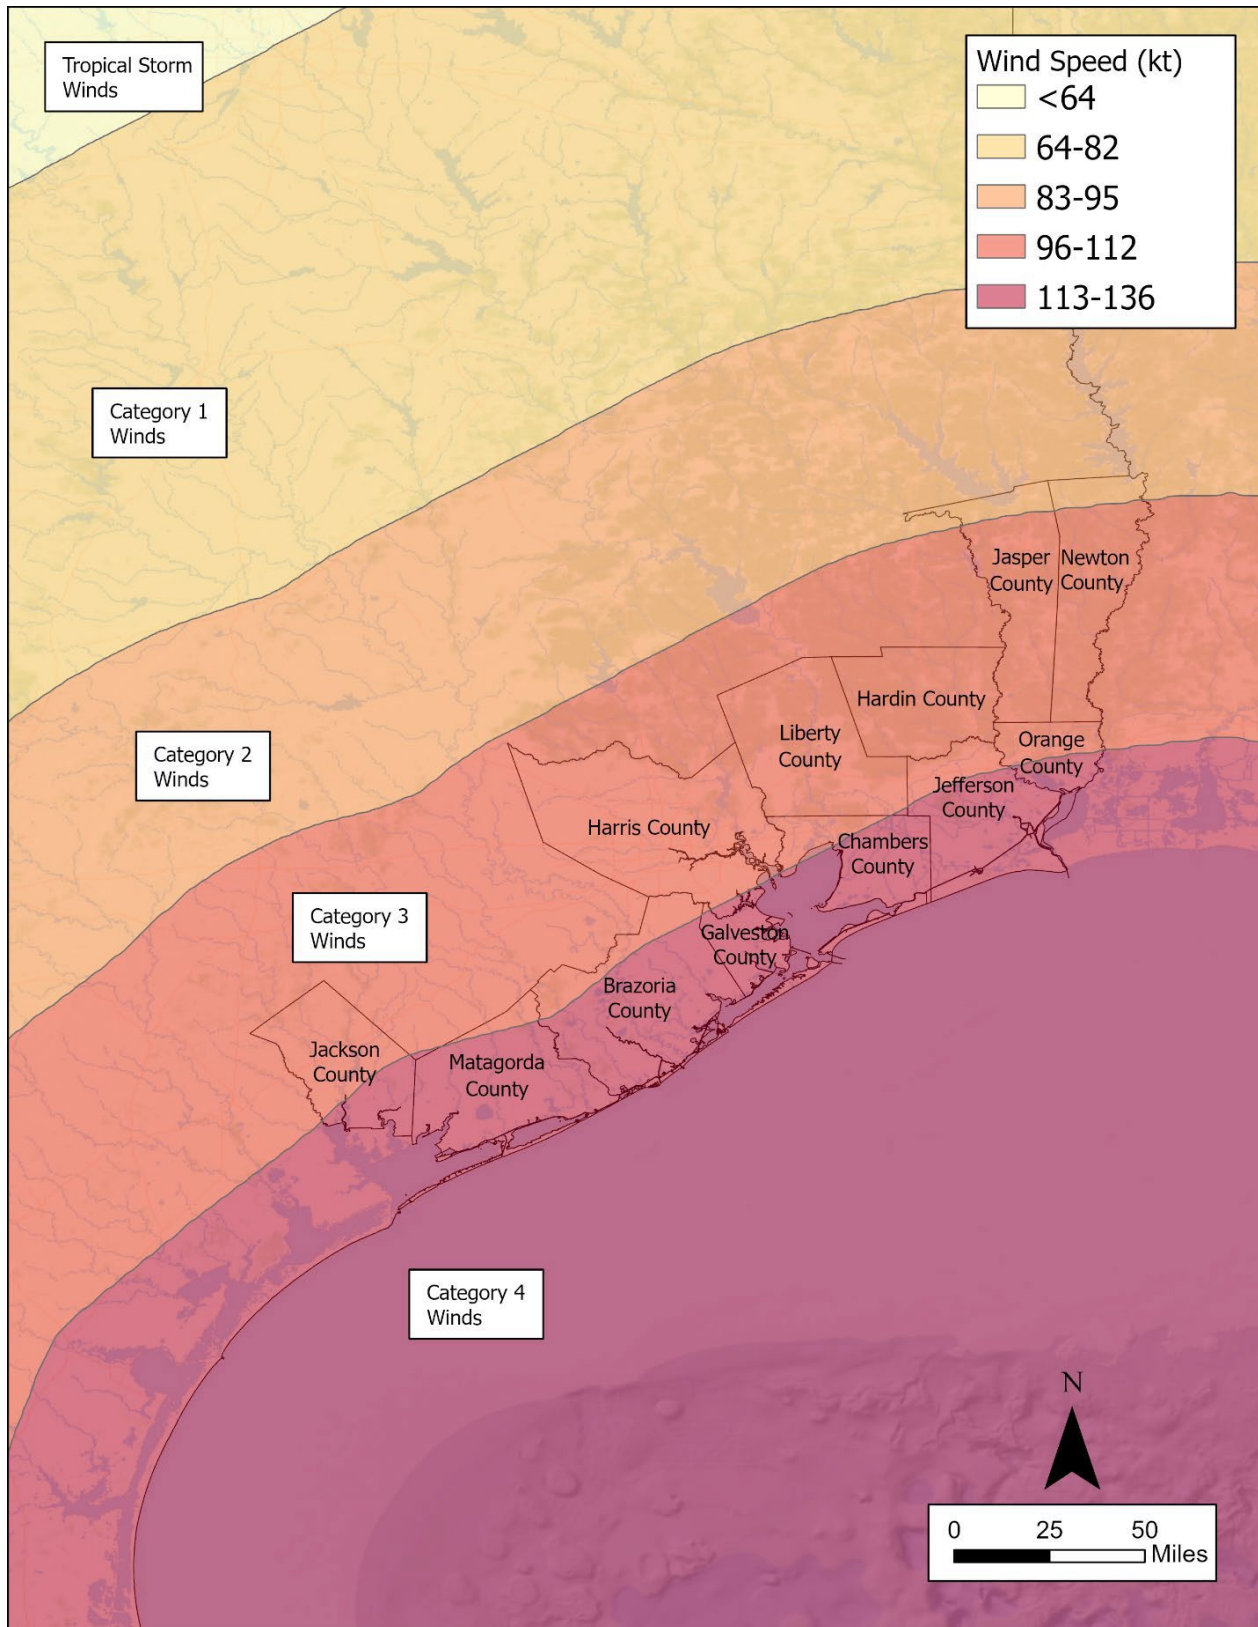 Tropical Storm
Winds
Wind Speed (kt)
<64
64-82
83-95
96-112
113-136
Category 1
Winds
Jasper
County
Newton
County
Hardin County
Category 2
Winds
Liberty
County
Orange
County
Jefferson
County
Harris County
Chambers
County
Category 3
Winds
Galveston
County
Brazoria
County
Jackson
County
Matagorda
County
Category 4
Winds
N
0 25 50
Miles